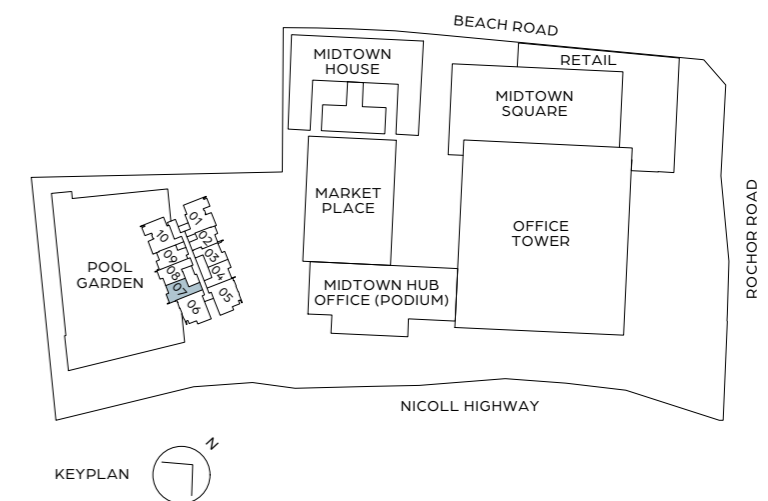 BEACH ROAD
MIDTOWN
HOUSE
RETAIL
MIDTOWN
SQUARE
MARKET
PLACE
OFFICE
TOWER
ROCHOR ROAD
POOL
GARDEN
10
09
08
07
06
01
02
03
04
05
MIDTOWN HUB
OFFICE (PODIUM)
NICOLL HIGHWAY
KEYPLAN
N